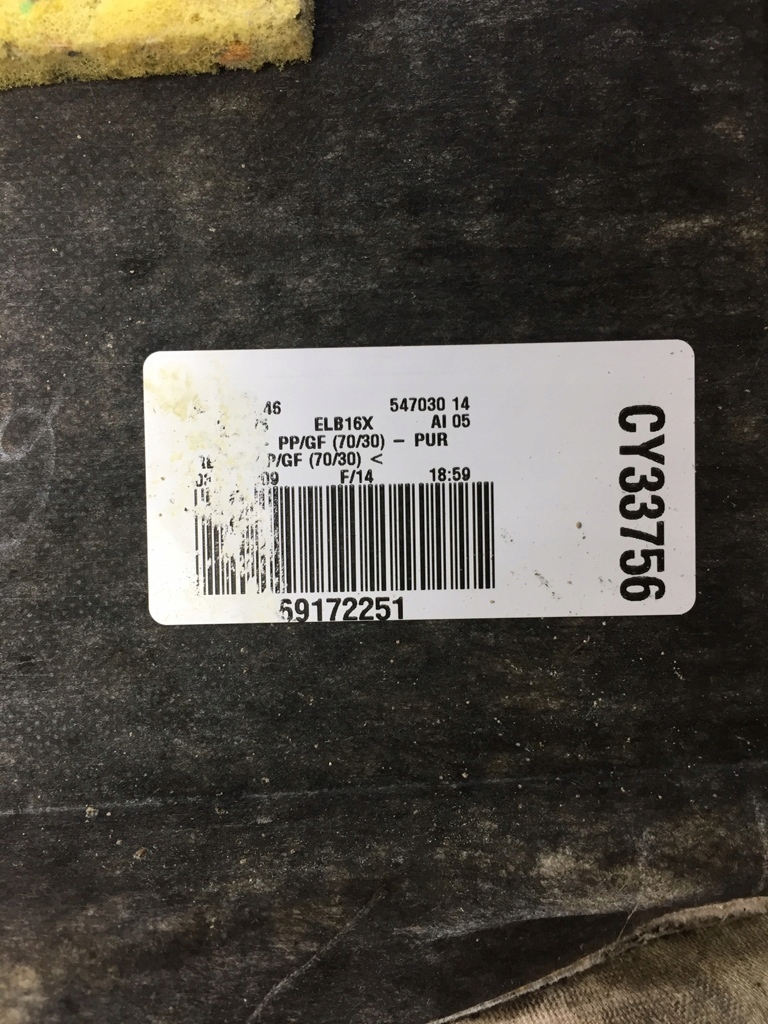 46 547030 14
ELB16X AI 05
- PP/GF (70/30) – PUR
P/GF (70/30) <
09 F/14 18:59
69172251
CY33756